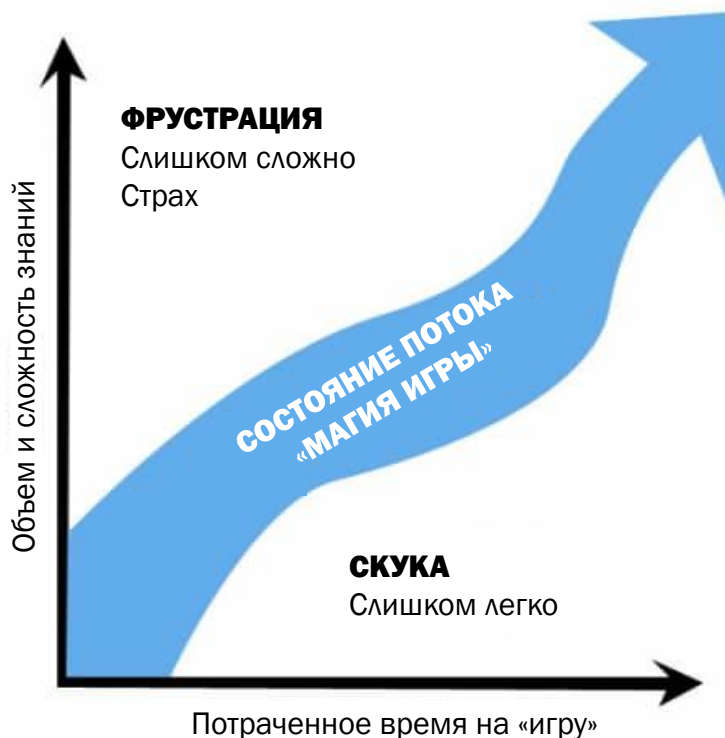 ФРУСТРАЦИЯ
Слишком сложно
Страх
Объем и сложность знаний
СОСТОЯНИЕ ПОТОКА
«МАГИЯ ИГРЫ»
СКУКА
Слишком легко
Потраченное время на «игру»